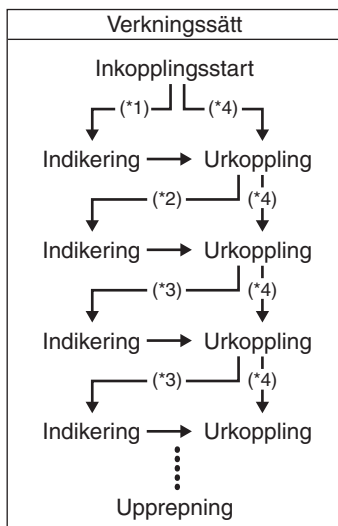 Verkningssätt
Inkopplingsstart
(*1) (*4)
Indikering Urkoppling
(*2) (*4)
Indikering Urkoppling
(*3) (*4)
Indikering Urkoppling
(*3) (*4)
Indikering Urkoppling
Upprepning